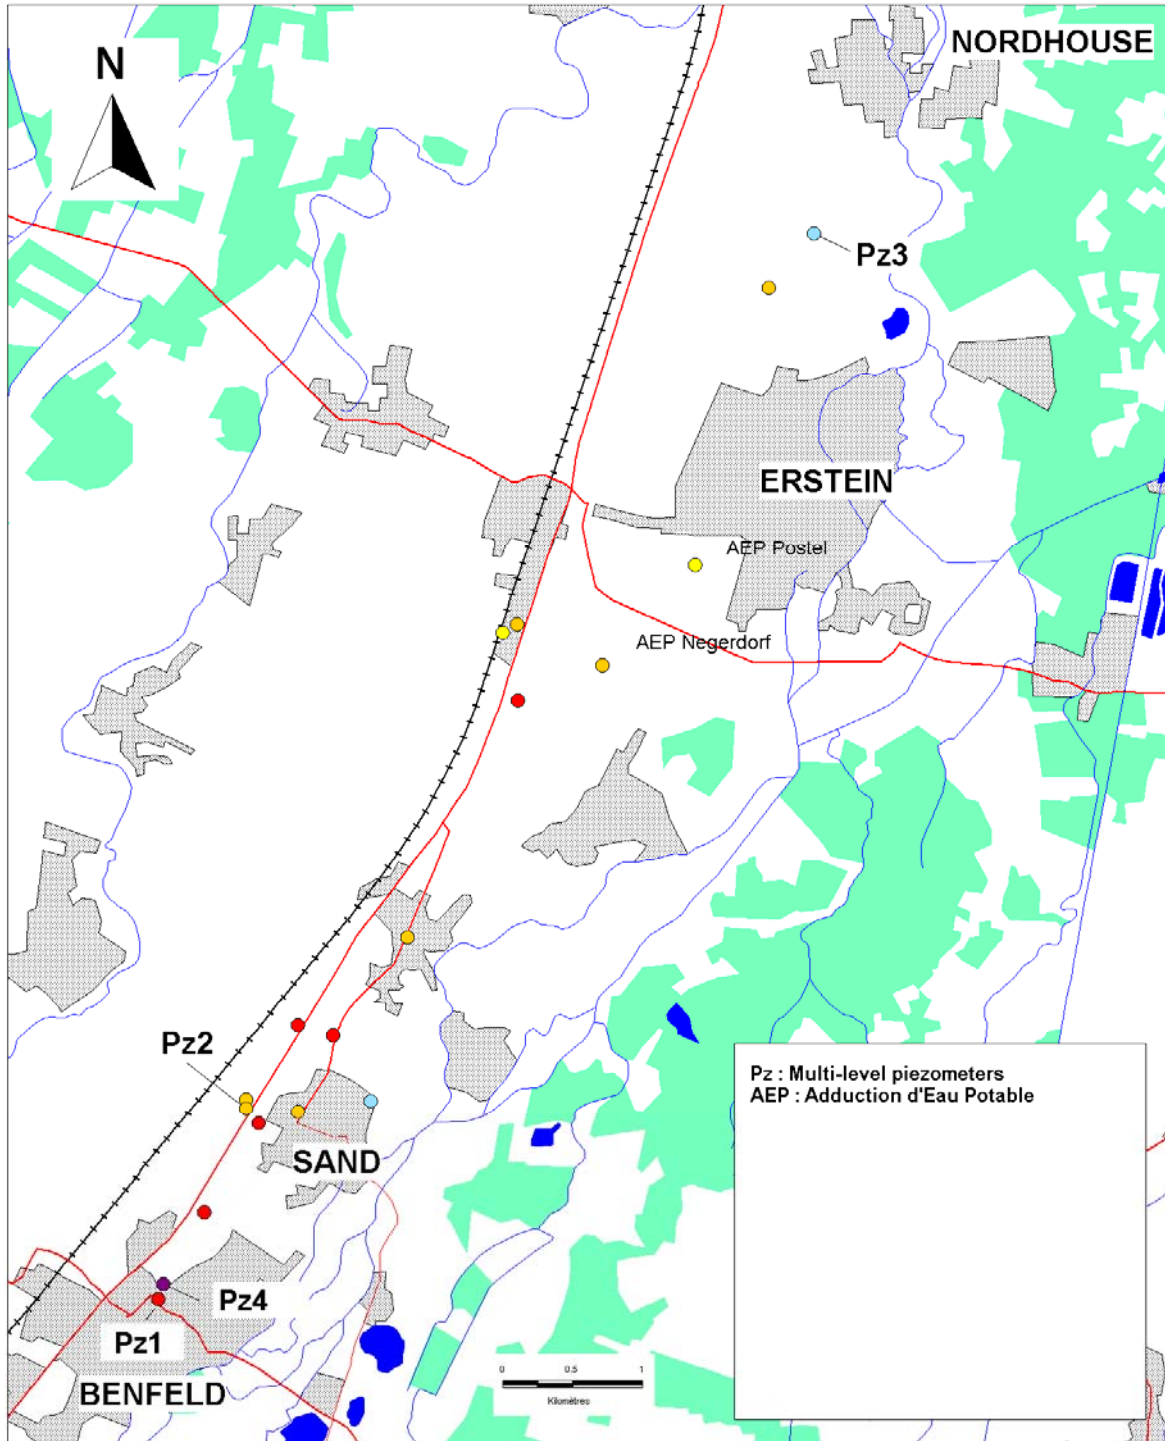 NORDHOUSE
N
Pz3
ERSTEIN
AEP Postel
AEP Negerdorf
Pz2
Pz : Multi-level piezometers
AEP : Adduction d'Eau Potable
SAND
Pz4
Pz1
BENFELD
0 0.5 1
Kilomètres